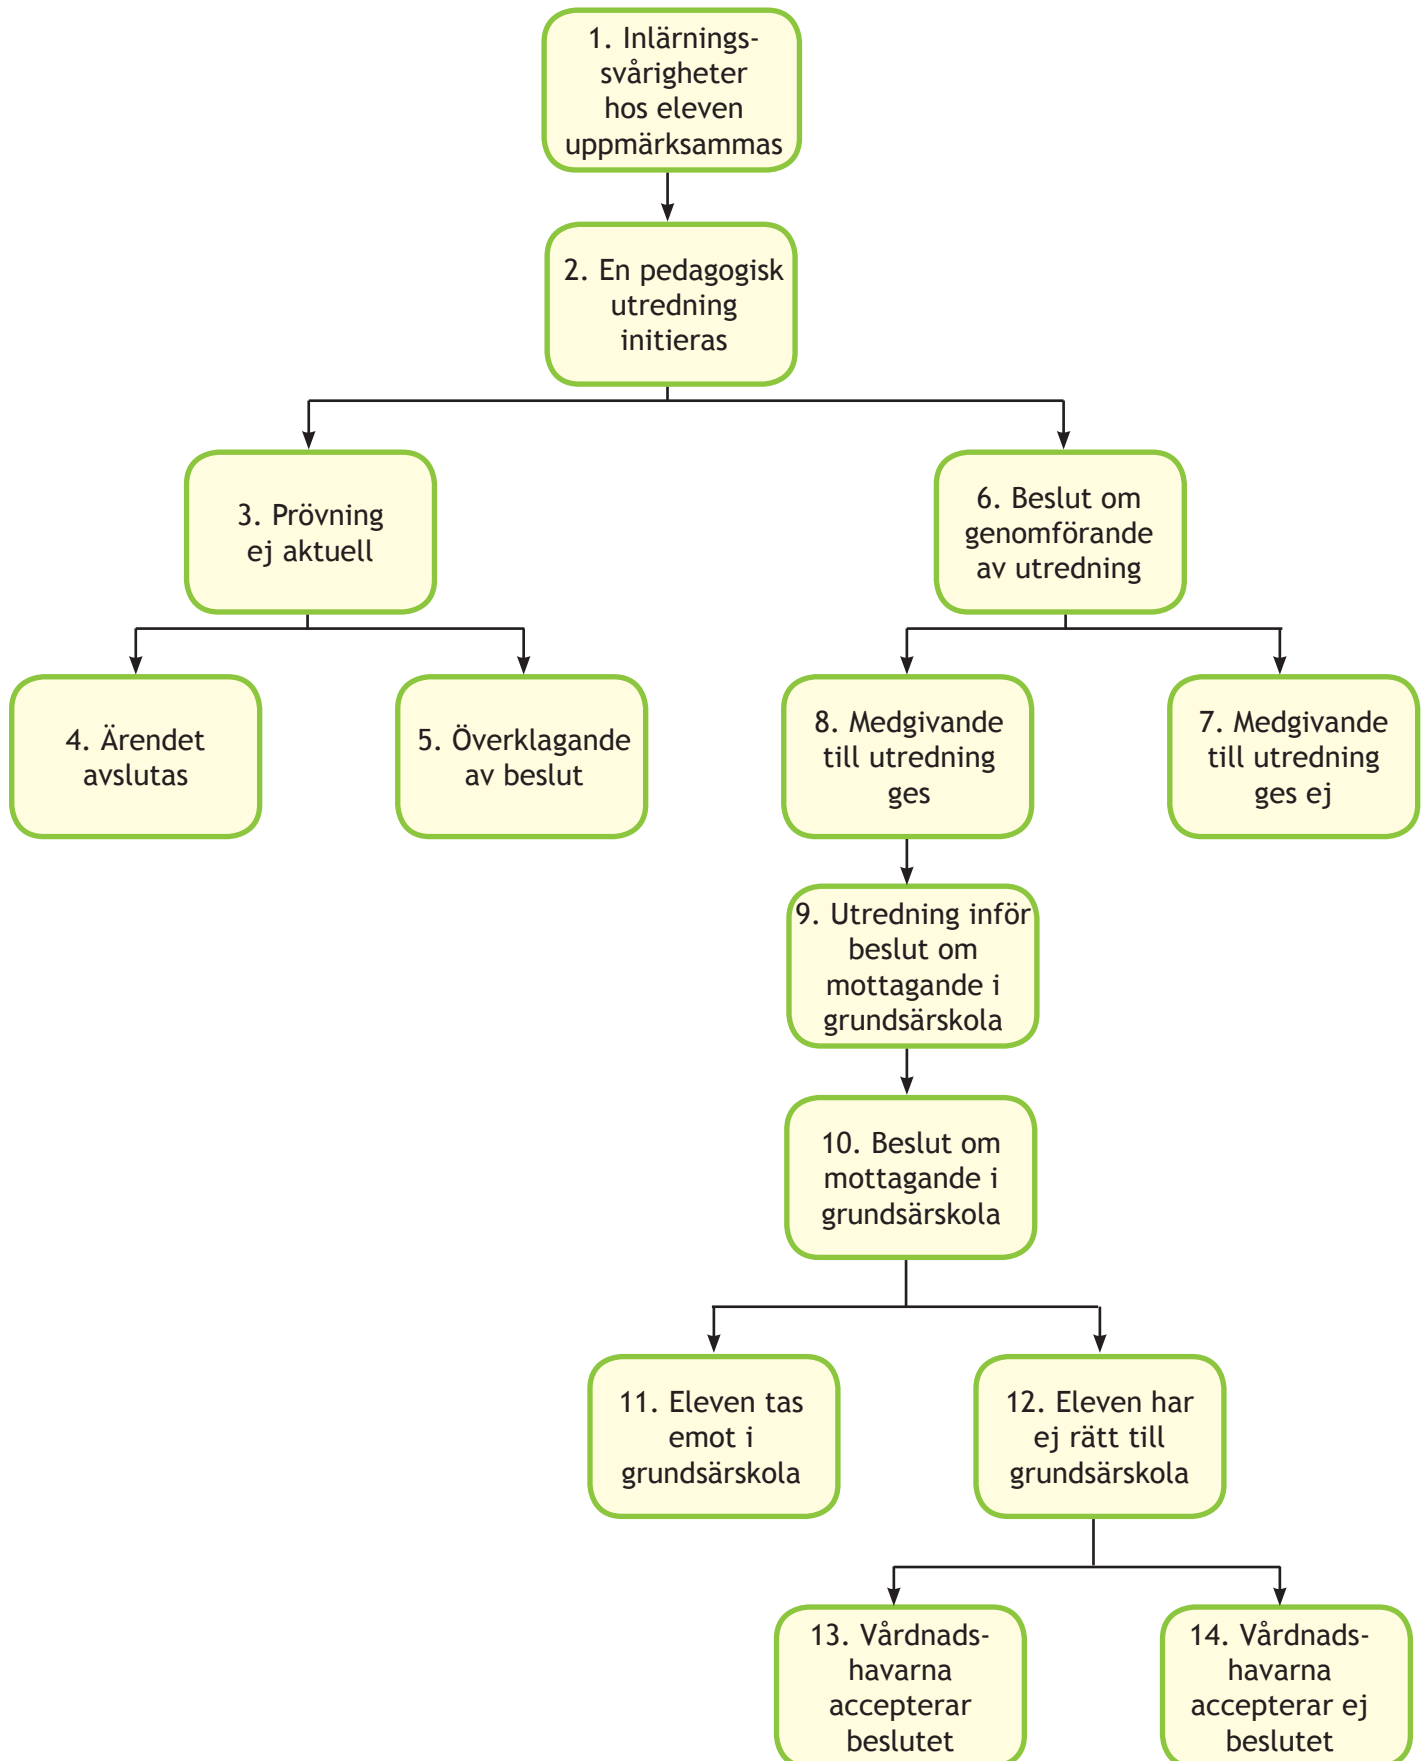 1. Inlärnings-
svårigheter
hos eleven
uppmärksammas
2. En pedagogisk
utredning
initieras
3. Prövning
ej aktuell
6. Beslut om
genomförande
av utredning
4. Ärendet
avslutas
5. Överklagande
av beslut
8. Medgivande
till utredning
ges
7. Medgivande
till utredning
ges ej
9. Utredning inför
beslut om
mottagande i
grundsärskola
10. Beslut om
mottagande i
grundsärskola
11. Eleven tas
emot i
grundsärskola
12. Eleven har
ej rätt till
grundsärskola
13. Vårdnads-
havarna
accepterar
beslutet
14. Vårdnads-
havarna
accepterar ej
beslutet